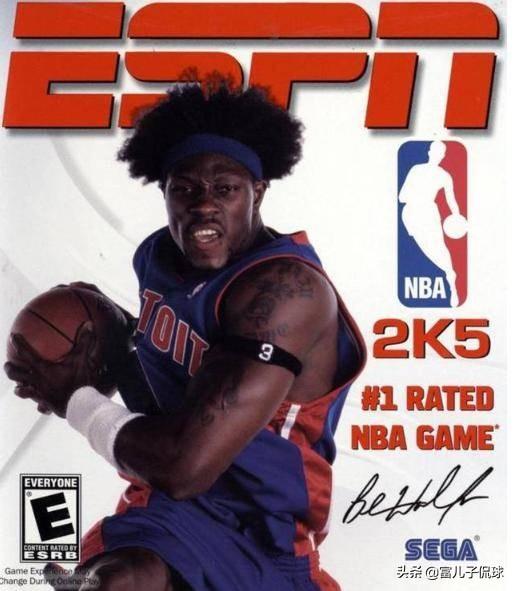 ESPN
NBA
2K5
#1 RATED
NBA GAME*
TOIT
3
EVERYONE
E
CONTENT RATED BY
ESRB
Game Experience May
Change During Online Play
SEGA®
头条 @富儿子侃球